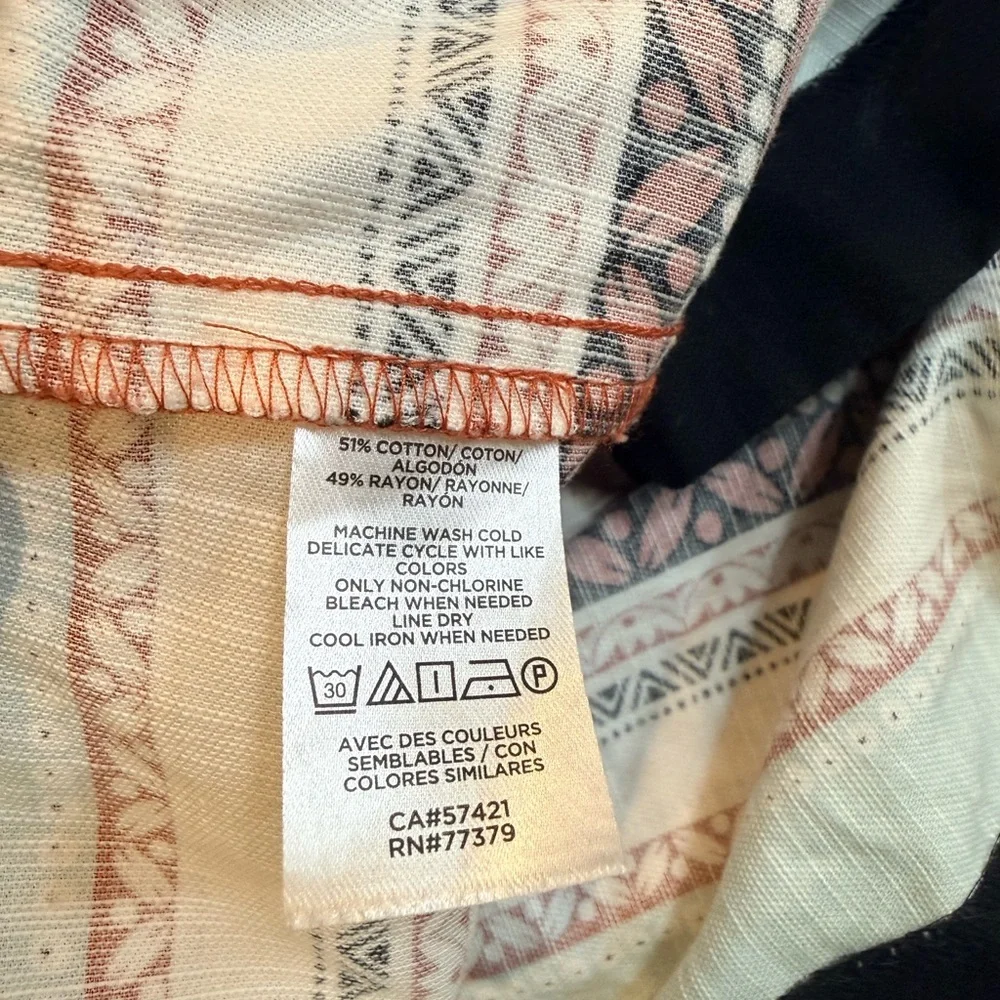 51% COTTON/ COTON/
ALGODÓN
49% RAYON/ RAYONNE/
RAYÓN
MACHINE WASH COLD
DELICATE CYCLE WITH LIKE
COLORS
ONLY NON-CHLORINE
BLEACH WHEN NEEDED
LINE DRY
COOL IRON WHEN NEEDED
30 P
AVEC DES COULEURS
SEMBLABLES / CON
COLORES SIMILARES
CA#57421
RN#77379